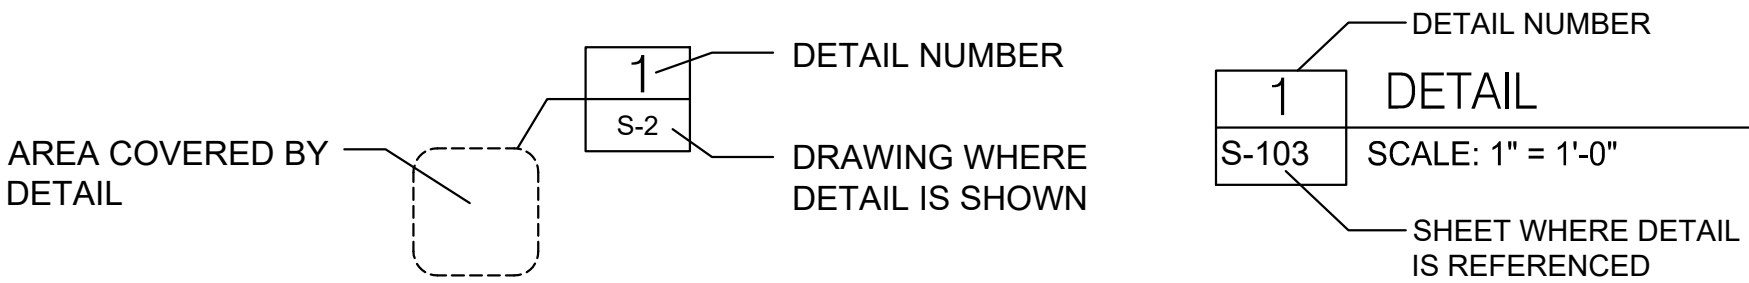 AREA COVERED BY
DETAIL
1
S-2
DETAIL NUMBER
DRAWING WHERE
DETAIL IS SHOWN
DETAIL NUMBER
1
DETAIL
S-103
SCALE: 1" = 1'-0"
SHEET WHERE DETAIL
IS REFERENCED